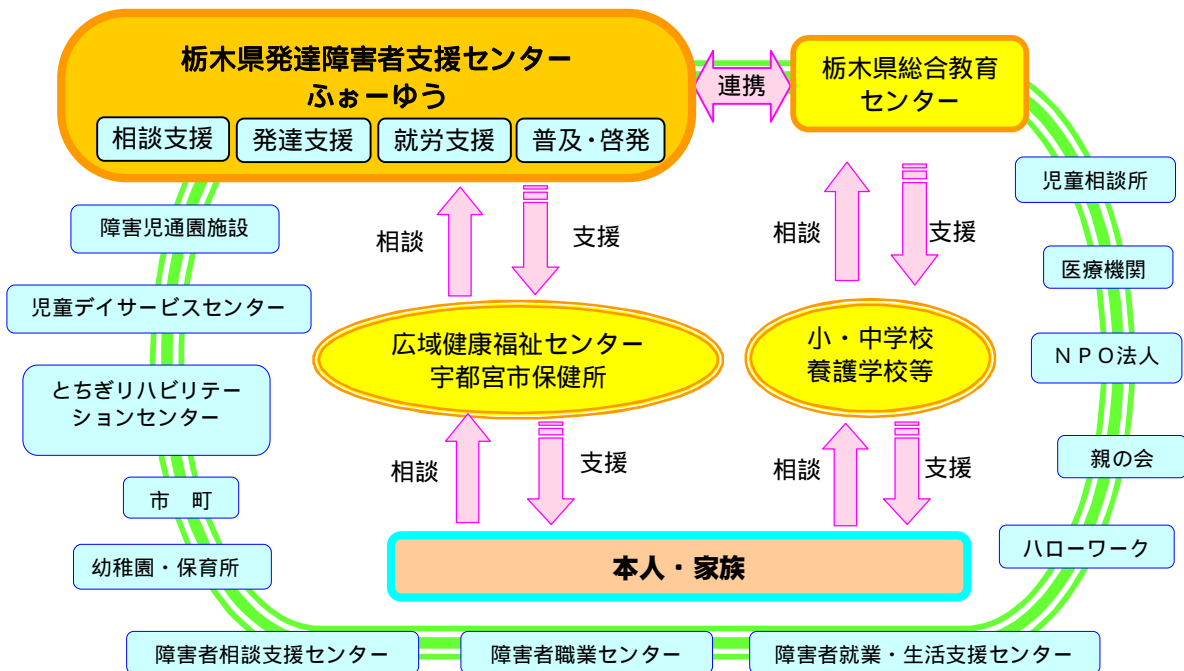 栃木県発達障害者支援センター
ふぉーゆう
相談支援
発達支援
就労支援
普及・啓発
連携
栃木県総合教育
センター
相談
支援
相談
支援
障害児通園施設
児童デイサービスセンター
とちぎリハビリテー
ションセンター
市 町
幼稚園・保育所
広域健康福祉センター
宇都宮市保健所
小・中学校
養護学校等
児童相談所
医療機関
NPO法人
親の会
ハローワーク
相談
支援
相談
支援
本人・家族
障害者相談支援センター
障害者職業センター
障害者就業・生活支援センター